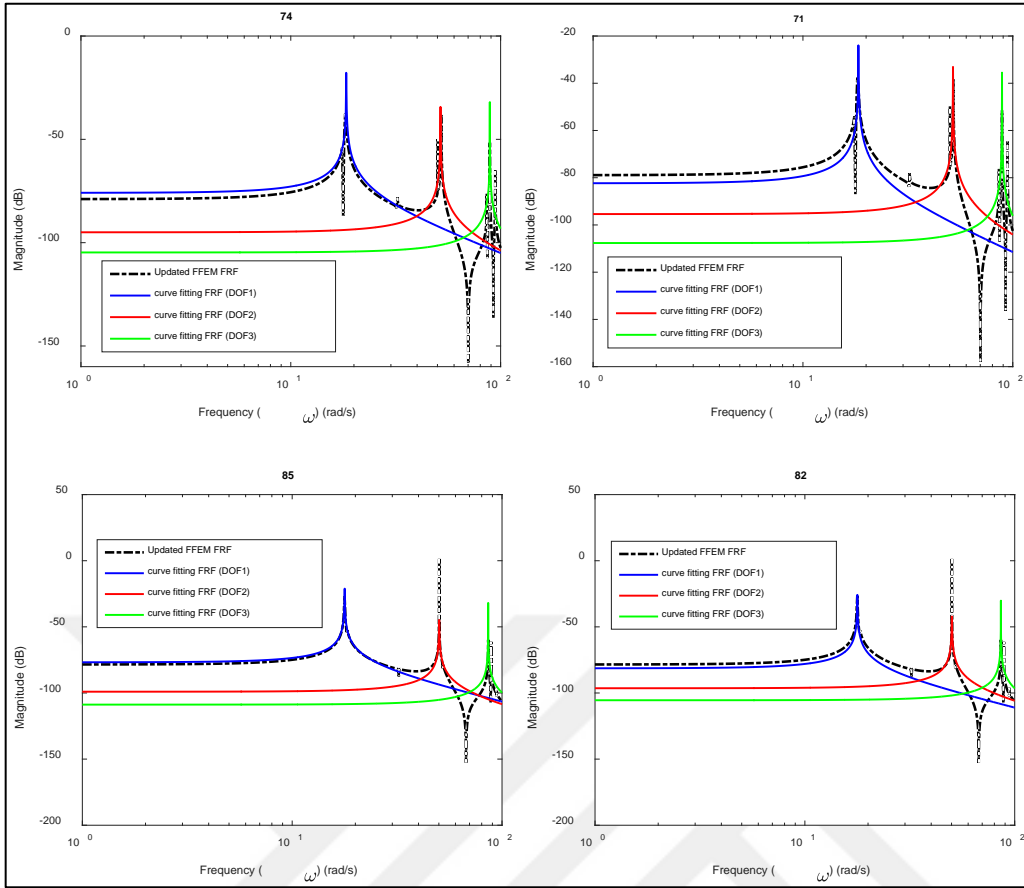 74
0
-50
-100
-150
Magnitude (dB)
Updated FFEM FRF
curve fitting FRF (DOF1)
curve fitting FRF (DOF2)
curve fitting FRF (DOF3)
10 0
10 1
10 2
Frequency ( ω) (rad/s)
71
-20
-40
-60
-80
-100
-120
-140
-160
Magnitude (dB)
Updated FFEM FRF
curve fitting FRF (DOF1)
curve fitting FRF (DOF2)
curve fitting FRF (DOF3)
10 0
10 1
10 2
Frequency ( ω) (rad/s)
85
50
0
-50
-100
-150
-200
Magnitude (dB)
Updated FFEM FRF
curve fitting FRF (DOF1)
curve fitting FRF (DOF2)
curve fitting FRF (DOF3)
10 0
10 1
10 2
Frequency ( ω) (rad/s)
82
50
0
-50
-100
-150
-200
Magnitude (dB)
Updated FFEM FRF
curve fitting FRF (DOF1)
curve fitting FRF (DOF2)
curve fitting FRF (DOF3)
10 0
10 1
10 2
Frequency ( ω) (rad/s)